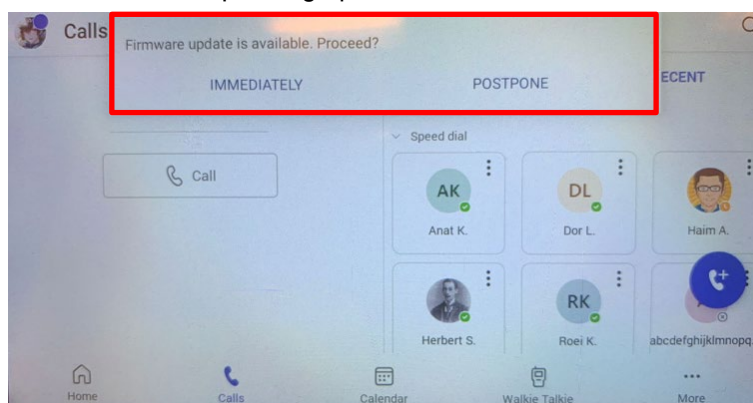 Calls
Firmware update is available. Proceed?
IMMEDIATELY POSTPONE
ECENT
Speed dial
Call
AK DL
Anat K. Dor L. Haim A.
RK
Herbert S. Roei K. abcdefghijklmnopq.
Home Calls Calendar Walkie Talkie More